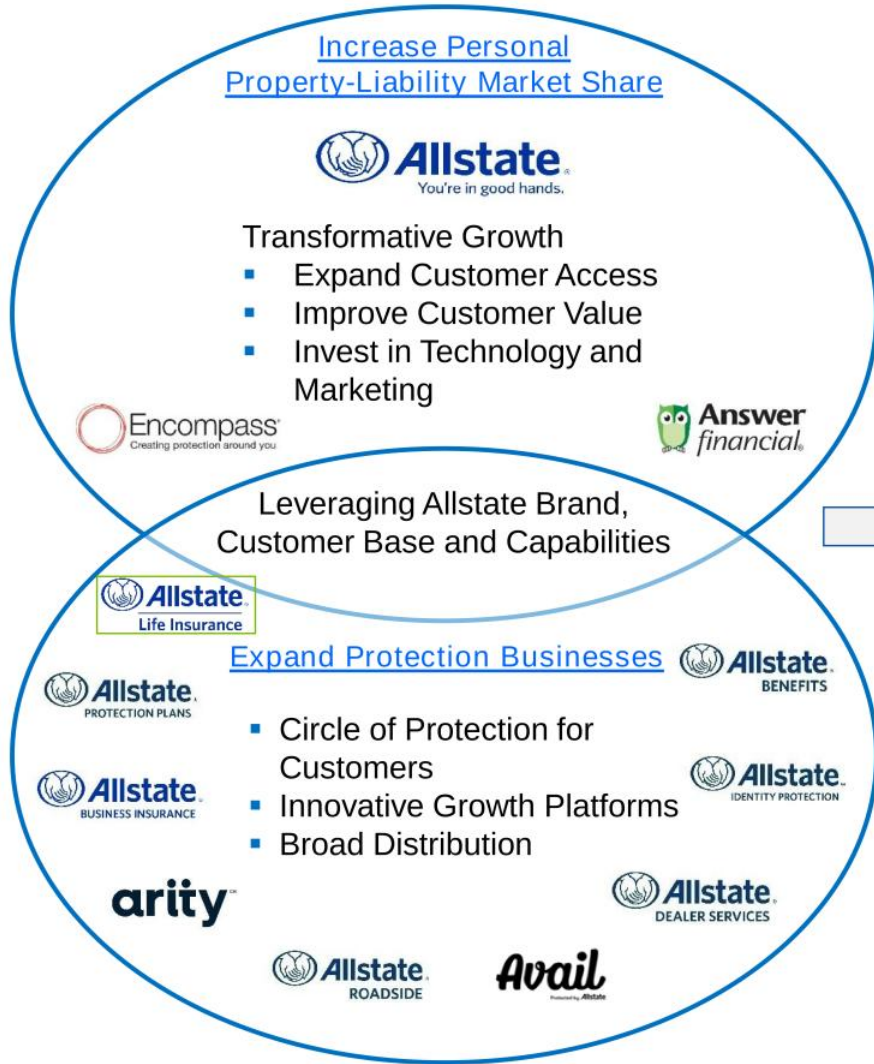 Increase Personal
Property-Liability Market Share
Allstate®
You're in good hands.
Transformative Growth
▪ Expand Customer Access
▪ Improve Customer Value
▪ Invest in Technology and
Marketing
Encompass®
Creating protection around you
Answer
financial®
Leveraging Allstate Brand,
Customer Base and Capabilities
Allstate
Life Insurance
Expand Protection Businesses
Allstate
BENEFITS
Allstate
PROTECTION PLANS
▪ Circle of Protection for
Customers
▪ Innovative Growth Platforms
▪ Broad Distribution
Allstate
IDENTITY PROTECTION
Allstate
BUSINESS INSURANCE
arity
Allstate
DEALER SERVICES
Allstate
ROADSIDE
Avail
Protected by Allstate